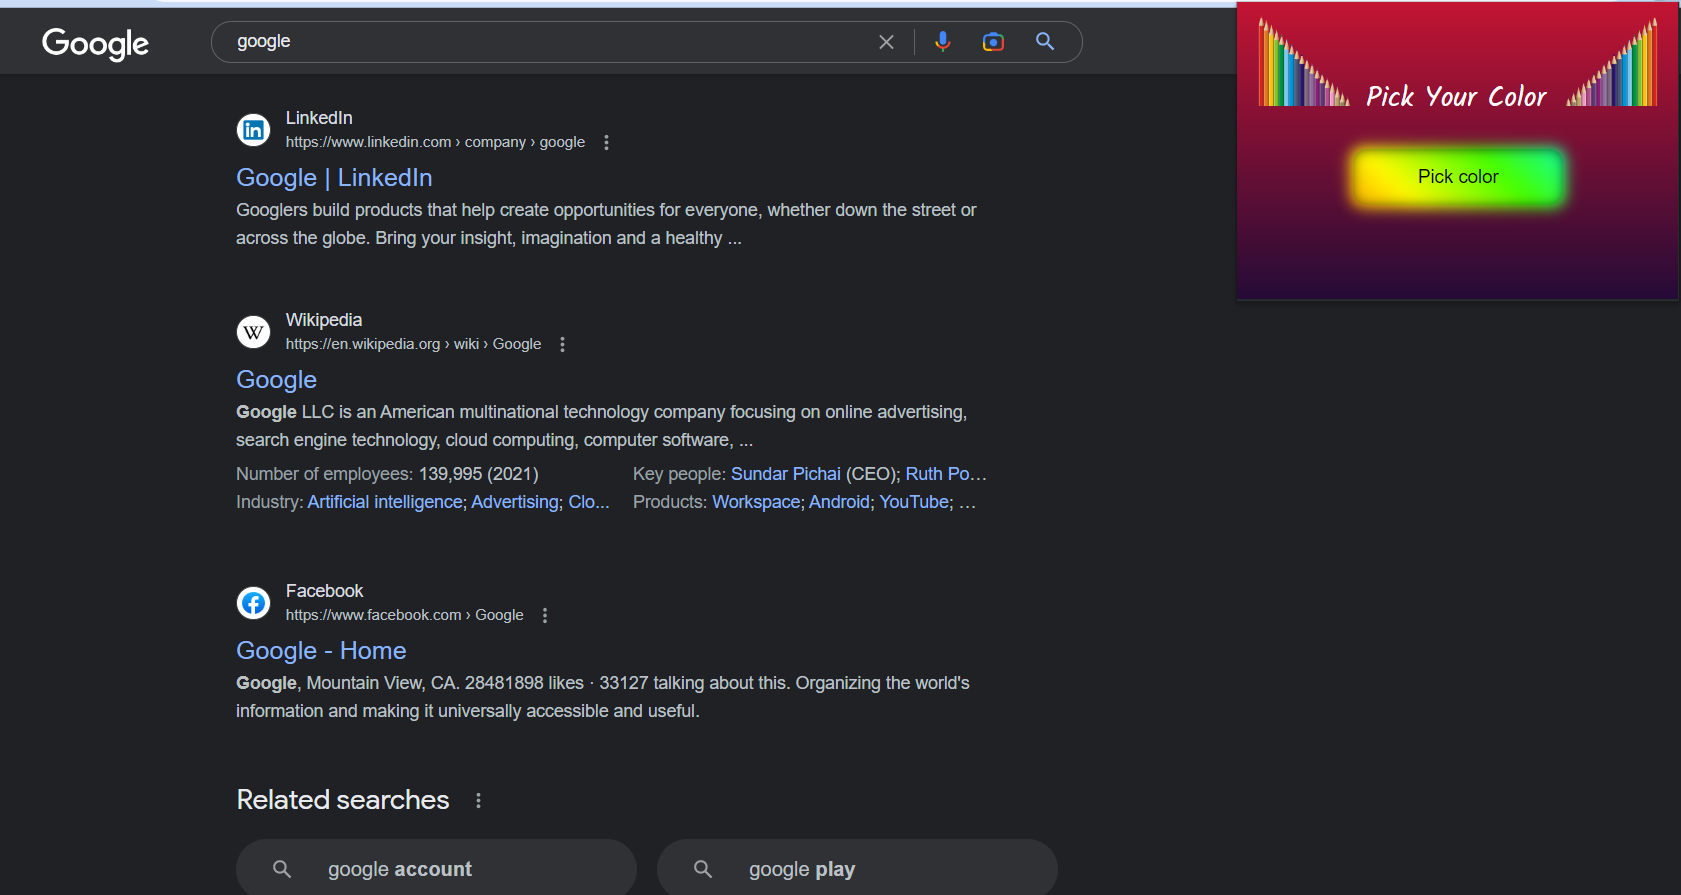 Google
google
Pick Your Color
Pick color
LinkedIn
https://www.linkedin.com › company › google
Google | LinkedIn
Googlers build products that help create opportunities for everyone, whether down the street or
across the globe. Bring your insight, imagination and a healthy ...
W
Wikipedia
https://en.wikipedia.org › wiki › Google
Google
Google LLC is an American multinational technology company focusing on online advertising,
search engine technology, cloud computing, computer software, ...
Number of employees: 139,995 (2021) Key people: Sundar Pichai (CEO); Ruth Po...
Industry: Artificial intelligence; Advertising; Clo... Products: Workspace; Android; YouTube; ...
Facebook
https://www.facebook.com › Google
Google - Home
Google, Mountain View, CA. 28481898 likes · 33127 talking about this. Organizing the world's
information and making it universally accessible and useful.
Related searches
google account
google play